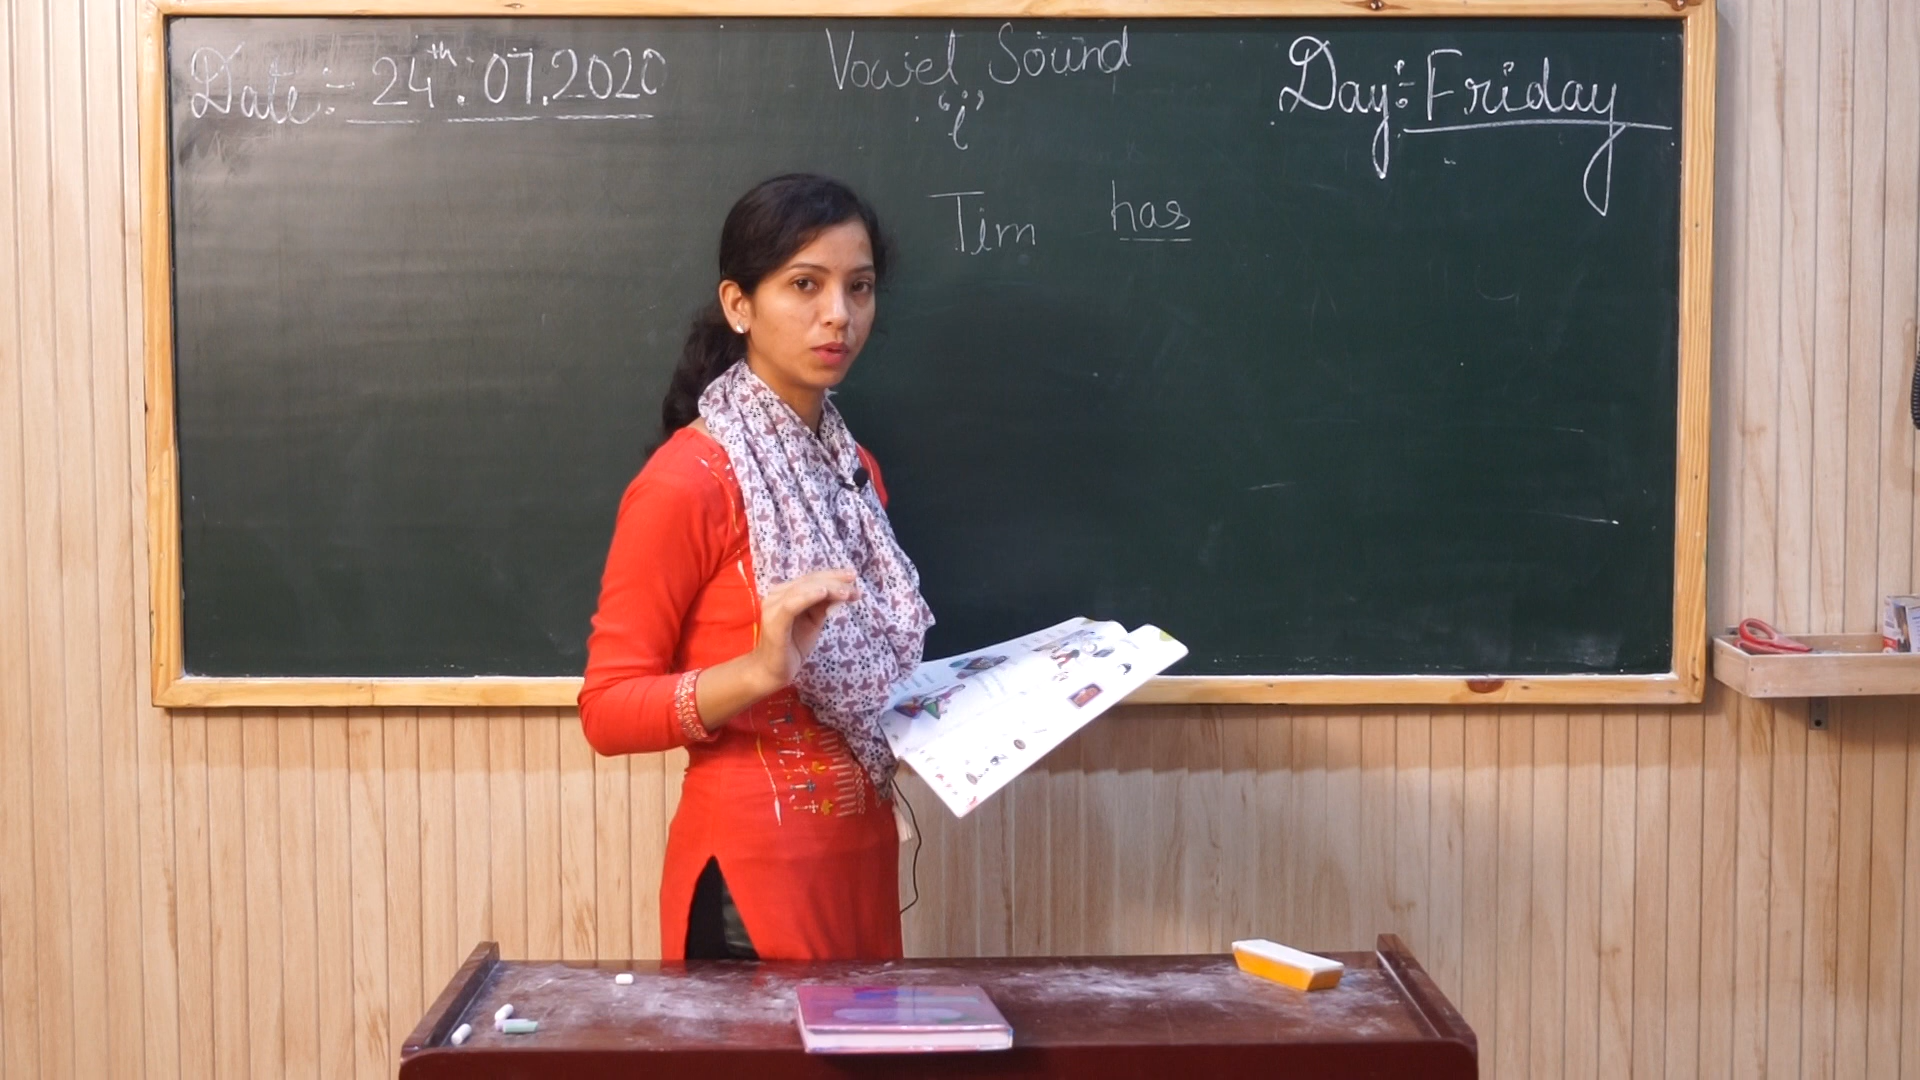 Date:- 24th.07.2020
Vowel Sound
'i'
Day:- Friday
Tim has